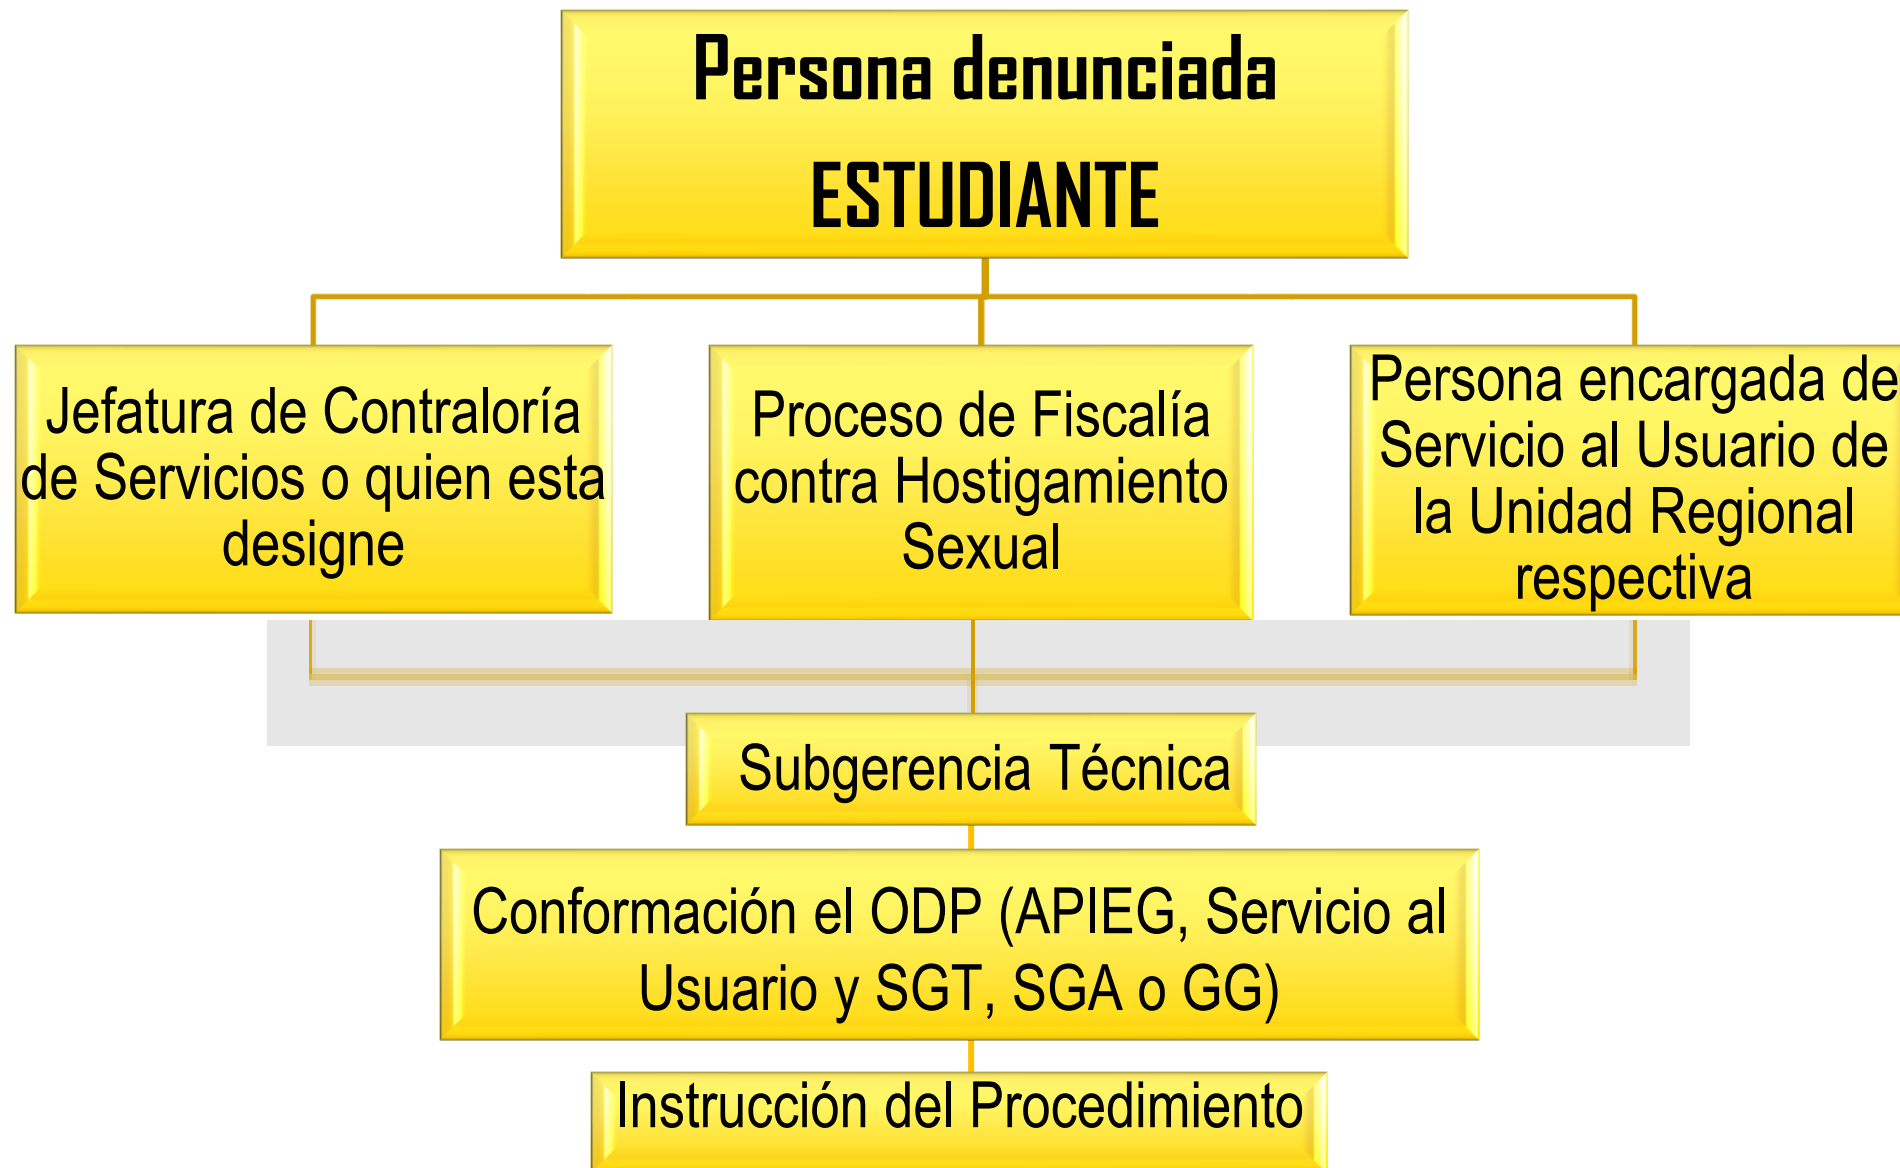 Persona denunciada
ESTUDIANTE
Jefatura de Contraloría
de Servicios o quien esta
designe
Proceso de Fiscalía
contra Hostigamiento
Sexual
Persona encargada de
Servicio al Usuario de
la Unidad Regional
respectiva
Subgerencia Técnica
Conformación el ODP (APIEG, Servicio al
Usuario y SGT, SGA o GG)
Instrucción del Procedimiento